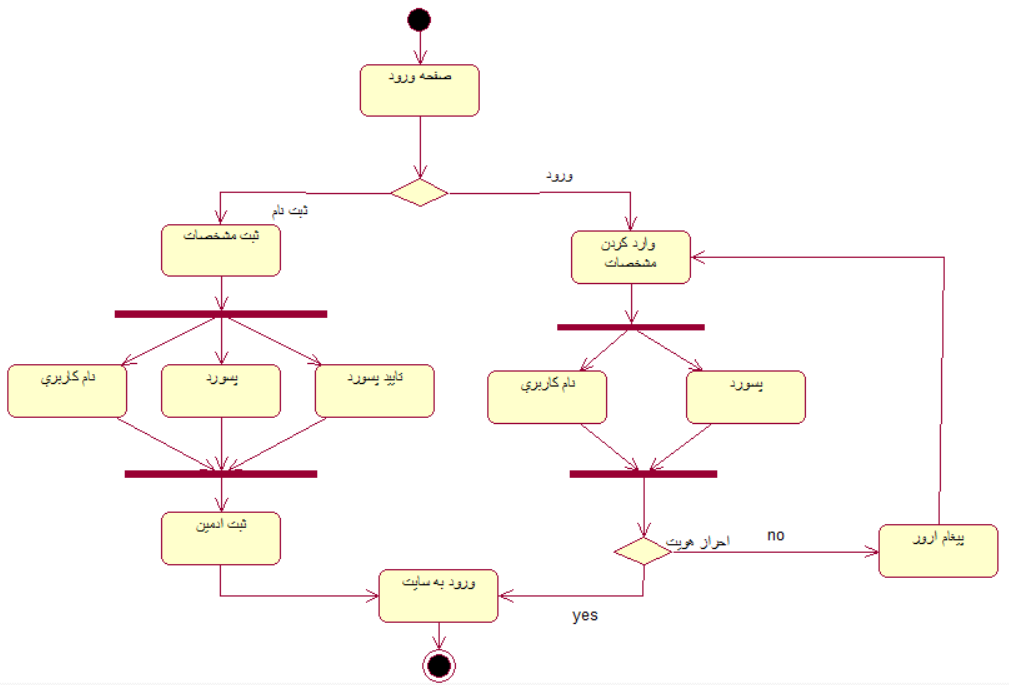 صفحه ورود
ورود
ثبت نام
ثبت مشخصات
وارد کردن
مشخصات
نام کاربري
پسورد
تاييد پسورد
نام کاربري
پسورد
ثبت ادمين
احراز هويت
no
پيغام ارور
ورود به سايت
yes